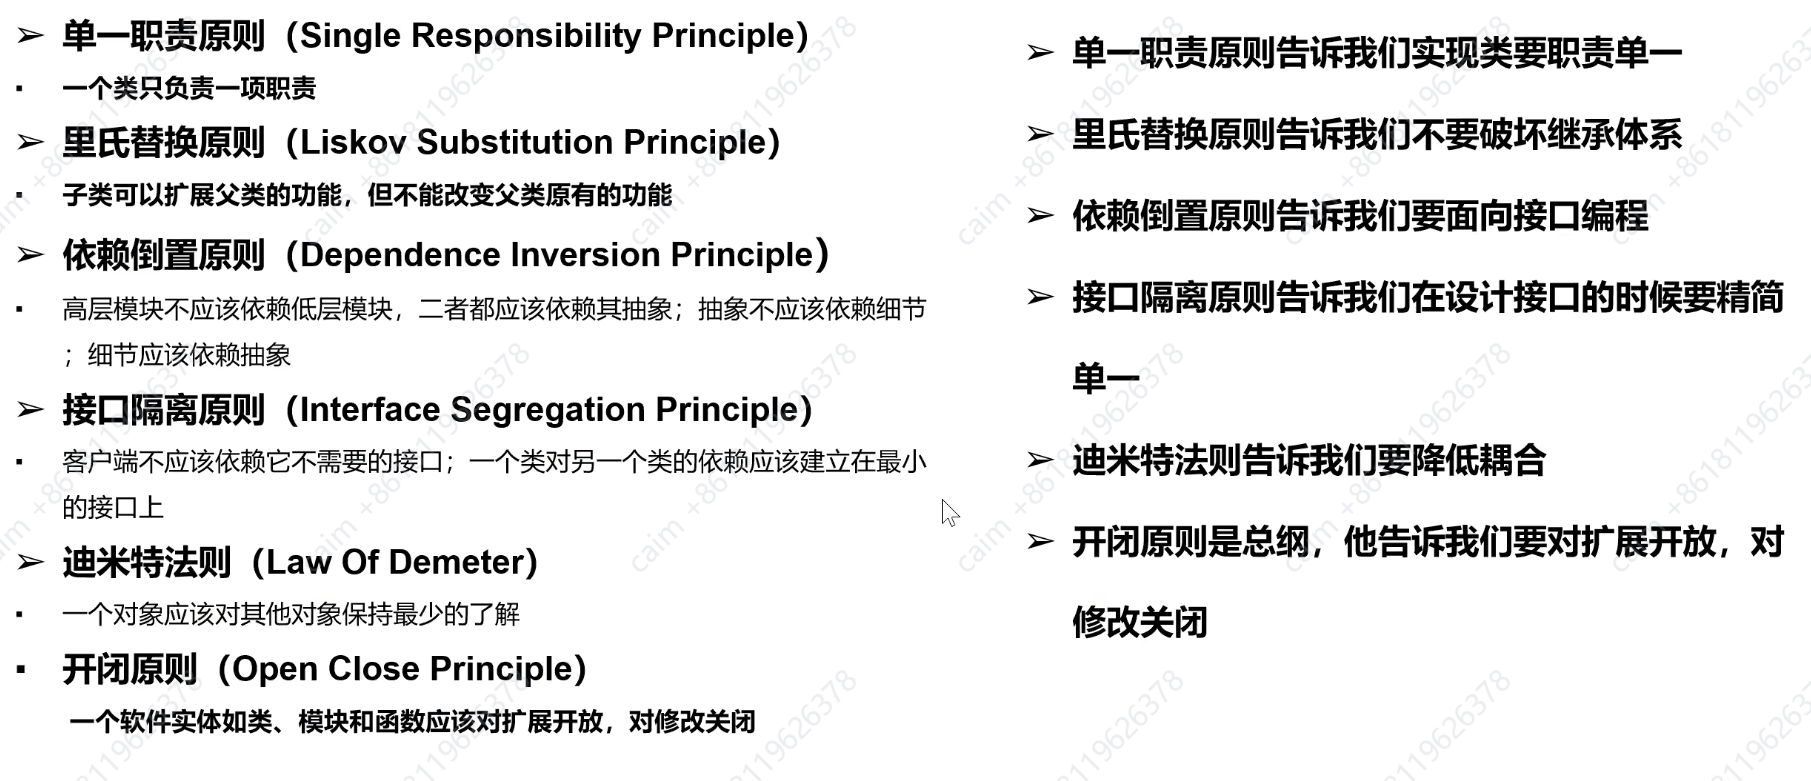 ➢ 单一职责原则（Single Responsibility Principle）
▪ 一个类只负责一项职责
➢ 里氏替换原则（Liskov Substitution Principle）
▪ 子类可以扩展父类的功能，但不能改变父类原有的功能
➢ 依赖倒置原则（Dependence Inversion Principle）
▪ 高层模块不应该依赖低层模块，二者都应该依赖其抽象；抽象不应该依赖细节
；细节应该依赖抽象
➢ 接口隔离原则（Interface Segregation Principle）
▪ 客户端不应该依赖它不需要的接口；一个类对另一个类的依赖应该建立在最小
的接口上
➢ 迪米特法则（Law Of Demeter）
▪ 一个对象应该对其他对象保持最少的了解
▪ 开闭原则（Open Close Principle）
一个软件实体如类、模块和函数应该对扩展开放，对修改关闭
➢ 单一职责原则告诉我们实现类要职责单一
➢ 里氏替换原则告诉我们不要破坏继承体系
➢ 依赖倒置原则告诉我们要面向接口编程
➢ 接口隔离原则告诉我们在设计接口的时候要精简
单一
➢ 迪米特法则告诉我们要降低耦合
➢ 开闭原则是总纲，他告诉我们要对扩展开放，对
修改关闭
caim +8618119626378